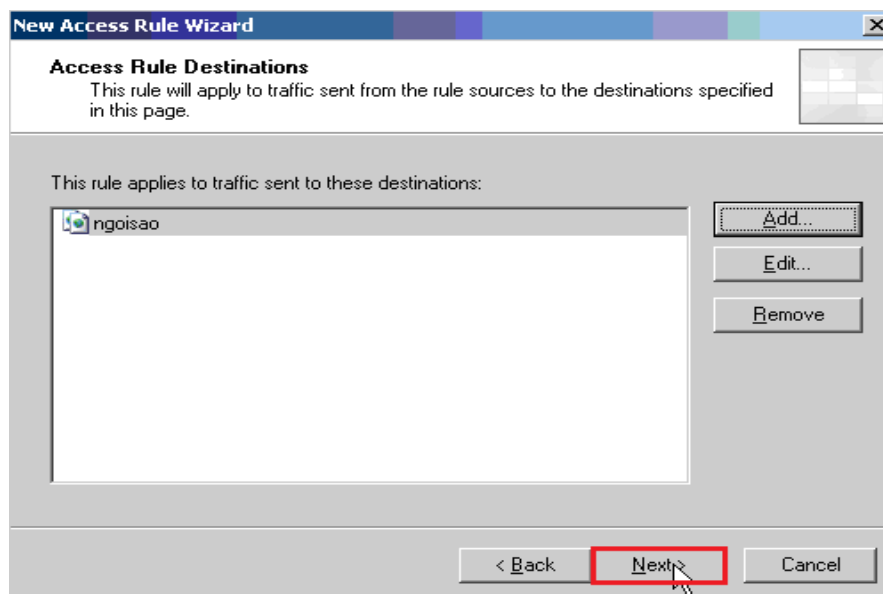 New Access Rule Wizard
Access Rule Destinations
This rule will apply to traffic sent from the rule sources to the destinations specified
in this page.
This rule applies to traffic sent to these destinations:
ngoisao
Add...
Edit...
Remove
< Back
Next >
Cancel